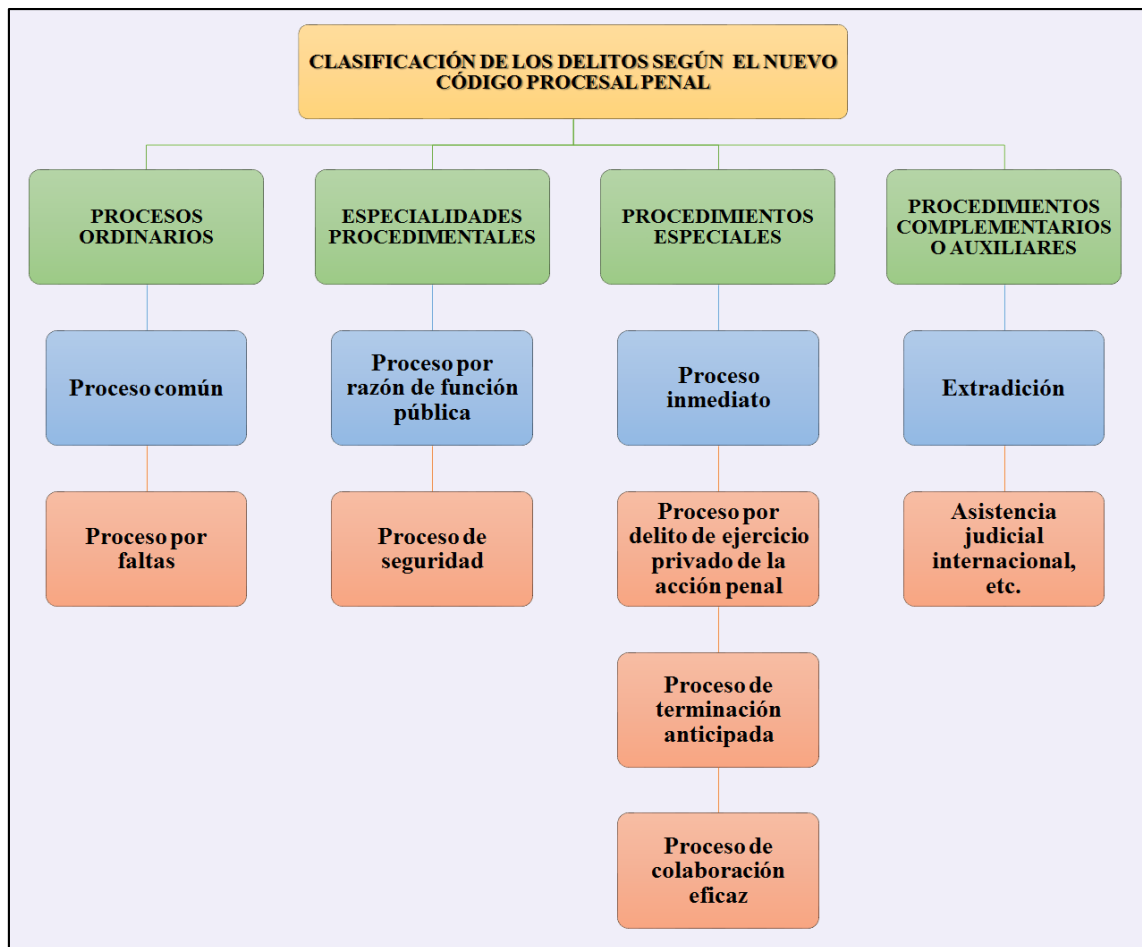 CLASIFICACIÓN DE LOS DELITOS SEGÚN EL NUEVO
CÓDIGO PROCESAL PENAL
PROCESOS
ORDINARIOS
ESPECIALIDADES
PROCEDIMENTALES
PROCEDIMIENTOS
ESPECIALES
PROCEDIMIENTOS
COMPLEMENTARIOS
O AUXILIARES
Proceso común
Proceso por
razón de función
pública
Proceso
inmediato
Extradición
Proceso por
faltas
Proceso de
seguridad
Proceso por
delito de ejercicio
privado de la
acción penal
Asistencia
judicial
internacional,
etc.
Proceso de
terminación
anticipada
Proceso de
colaboración
eficaz